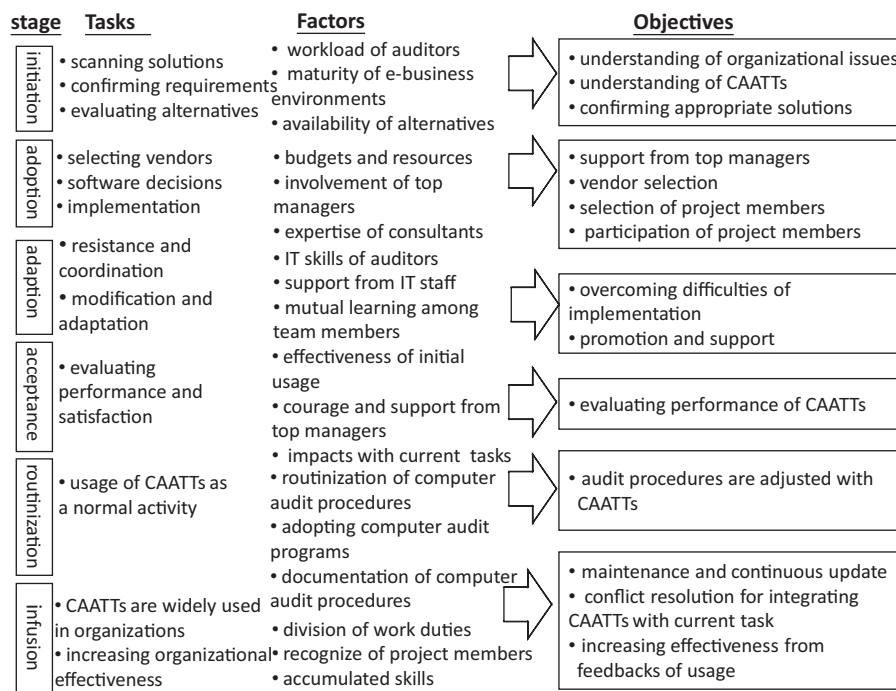 stage Tasks Factors Objectives
initiation
• scanning solutions
• confirming requirements
• evaluating alternatives
• workload of auditors
• maturity of e-business
environments
• availability of alternatives
• understanding of organizational issues
• understanding of CAATTs
• confirming appropriate solutions
adoption
• selecting vendors
• software decisions
• implementation
• budgets and resources
• involvement of top
managers
• expertise of consultants
• support from top managers
• vendor selection
• selection of project members
• participation of project members
adaption
• resistance and
coordination
• modification and
adaptation
• IT skills of auditors
• support from IT staff
• mutual learning among
team members
• overcoming difficulties of
implementation
• promotion and support
acceptance
• evaluating
performance and
satisfaction
• effectiveness of initial
usage
• courage and support from
top managers
• impacts with current tasks
• evaluating performance of CAATTs
routinization
• usage of CAATTs as
a normal activity
• routinization of computer
audit procedures
• adopting computer audit
programs
• documentation of computer
audit procedures
• audit procedures are adjusted with
CAATTs
infusion
• CAATTs are widely used
in organizations
• increasing organizational
effectiveness
• division of work duties
• recognize of project members
• accumulated skills
• maintenance and continuous update
• conflict resolution for integrating
CAATTs with current task
• increasing effectiveness from
feedbacks of usage